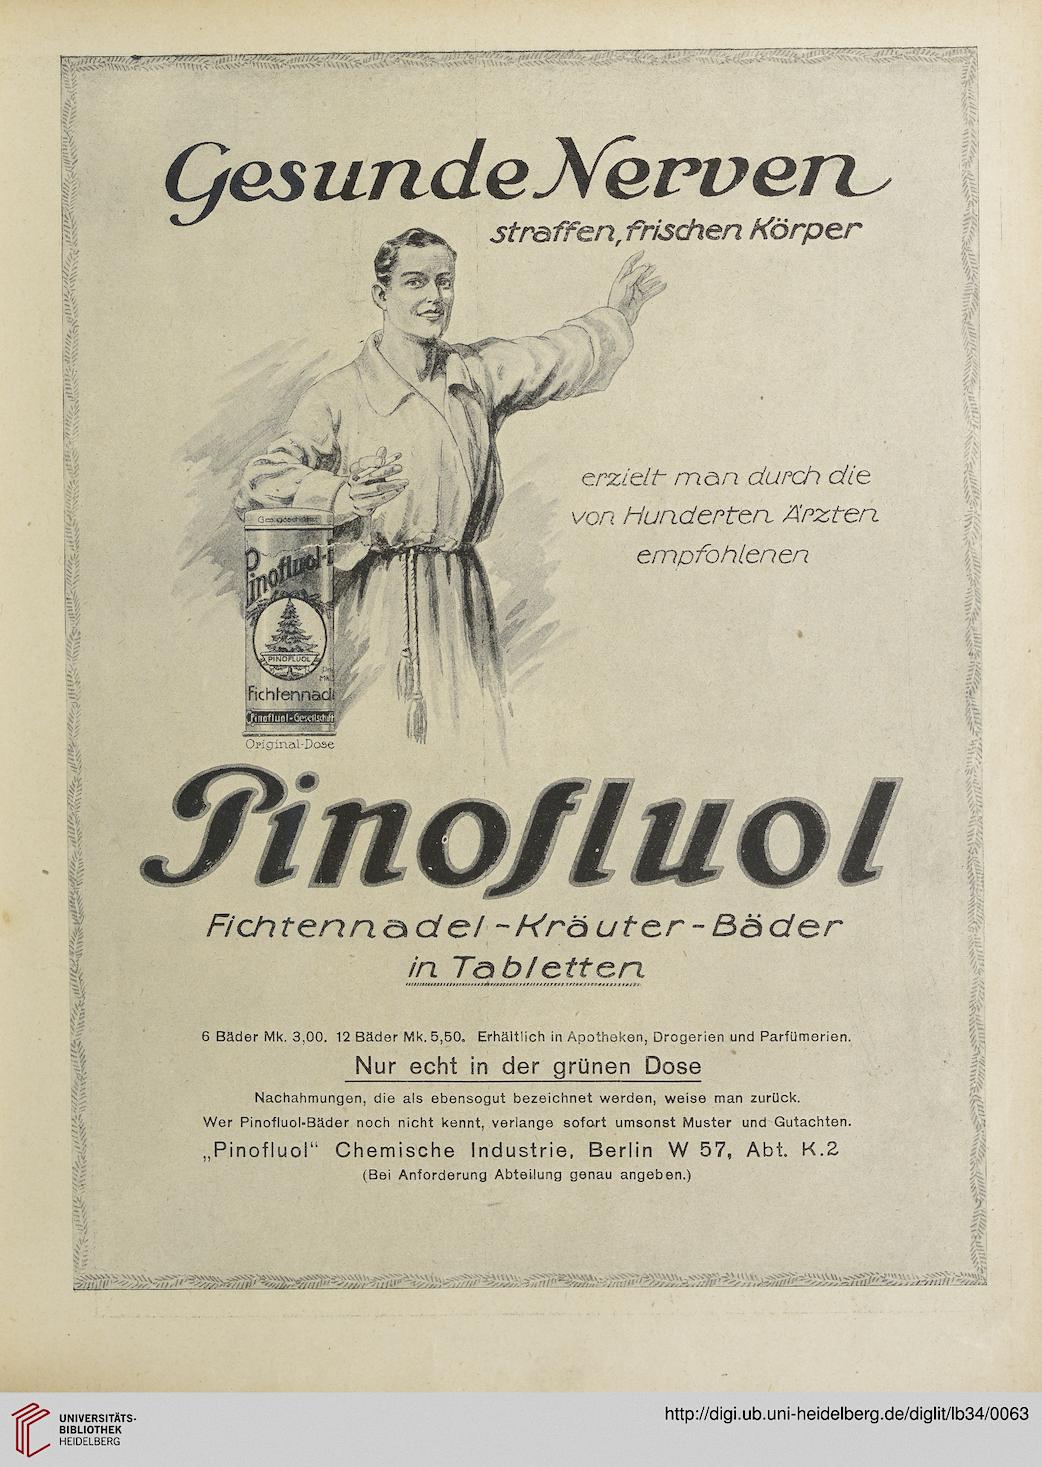 Gesunde Nerven
straffen, frischen Körper
erzielt man durch die
von Hunderten Ärzten
empfohlenen
Pinofluol-
PINOFLUOL
Fichtennad
Pinofluol-Gesellschaft
Original-Dose
Pinofluol
Fichtennadel-Kräuter-Bäder
in Tabletten
6 Bäder Mk. 3,00. 12 Bäder Mk. 5,50. Erhältlich in Apotheken, Drogerien und Parfümerien.
Nur echt in der grünen Dose
Nachahmungen, die als ebensogut bezeichnet werden, weise man zurück.
Wer Pinofluol-Bäder noch nicht kennt, verlange sofort umsonst Muster und Gutachten.
„Pinofluol“ Chemische Industrie, Berlin W 57, Abt. K.2
(Bei Anforderung Abteilung genau angeben.)
UNIVERSITÄTS-
BIBLIOTHEK
HEIDELBERG
http://digi.ub.uni-heidelberg.de/diglit/lb34/0063